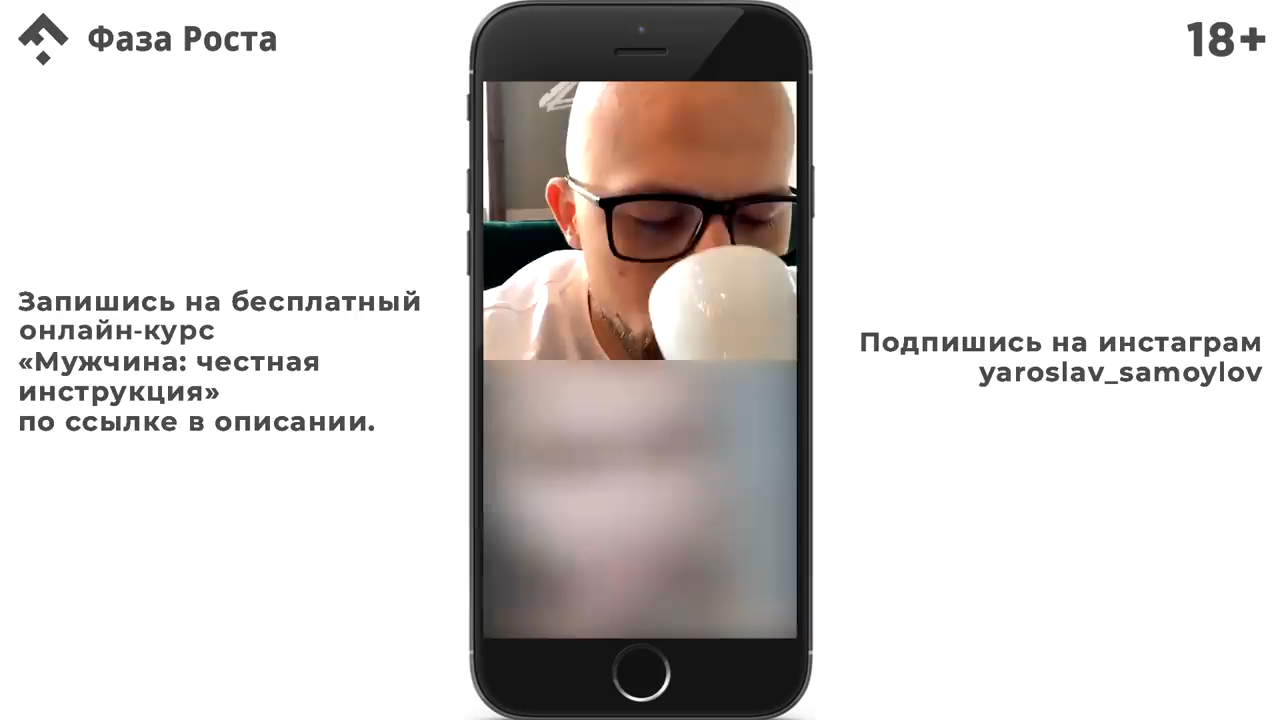 Фаза Роста
18+
Запишись на бесплатный
онлайн-курс
«Мужчина: честная
инструкция»
по ссылке в описании.
Подпишись на инстаграм
yaroslav_samoylov